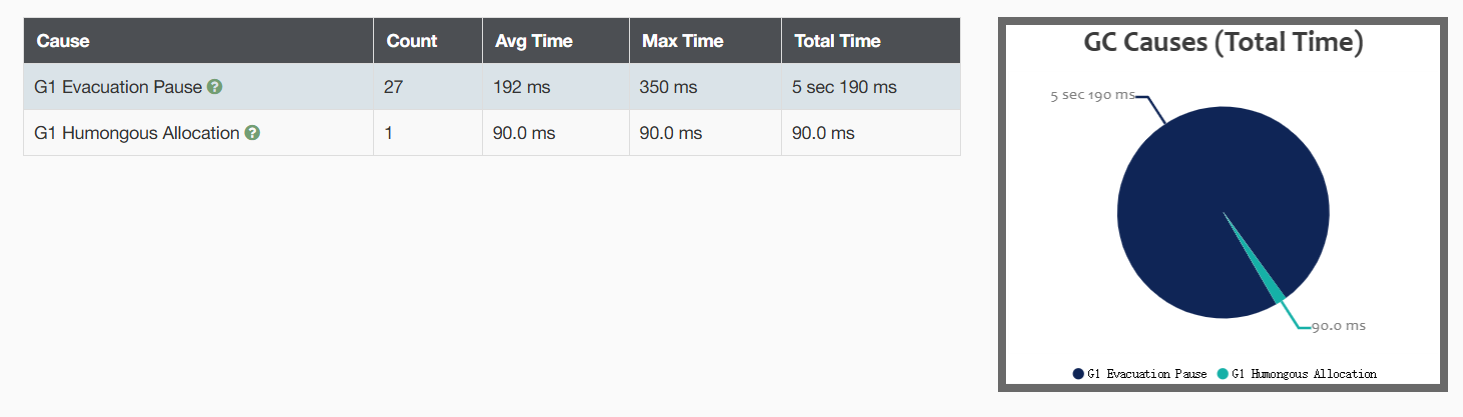 Cause Count Avg Time Max Time Total Time
G1 Evacuation Pause ? 27 192 ms 350 ms 5 sec 190 ms
G1 Humongous Allocation ? 1 90.0 ms 90.0 ms 90.0 ms
GC Causes (Total Time)
5 sec 190 ms
90.0 ms
G1 Evacuation Pause G1 Humongous Allocation